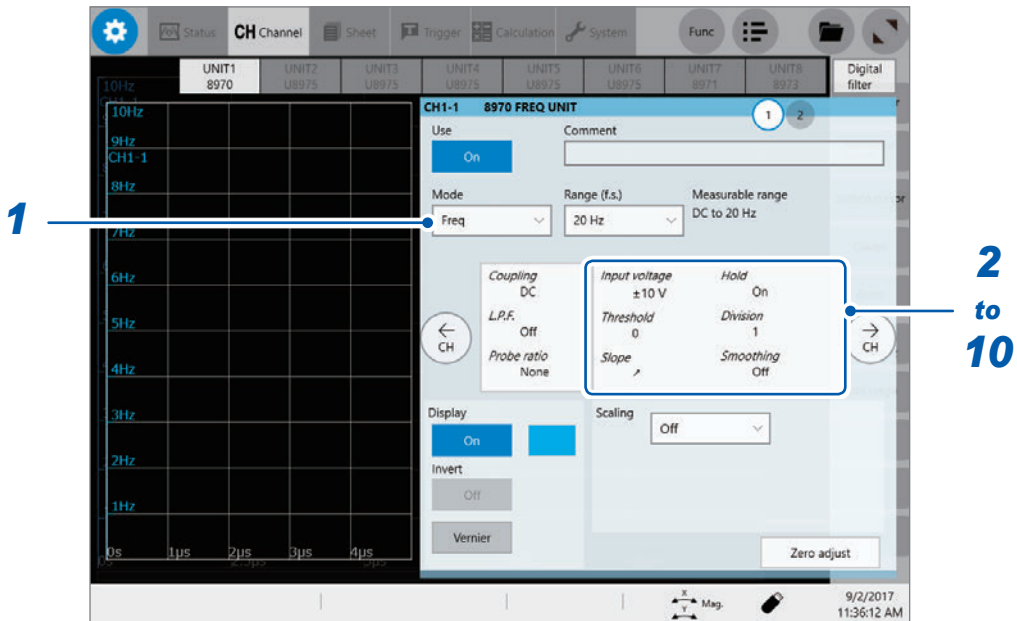 Status CH Channel Sheet Trigger Calculation System Func
UNIT1 UNIT2 UNIT3 UNIT4 UNIT5 UNIT6 UNIT7 UNIT8 Digital
8970 U8975 U8975 U8975 U8975 U8975 8971 8973 filter
10Hz
10Hz
9Hz
CH1-1
8Hz
7Hz
6Hz
5Hz
4Hz
3Hz
2Hz
1Hz
0s 1µs 2µs 3µs 4µs
CH1-1 8970 FREQ UNIT 1 2
Use Comment
On
Mode Range (f.s.) Measurable range
Freq 20 Hz DC to 20 Hz
1
Coupling Input voltage Hold
DC ±10 V On
L.P.F. Threshold Division
Off 0 1
Probe ratio Slope Smoothing
None ↗ Off
← CH
→ CH
2
to
10
Display Scaling
On Off
Invert
Off
Vernier
Zero adjust
X
Y Mag.
9/2/2017
11:36:12 AM